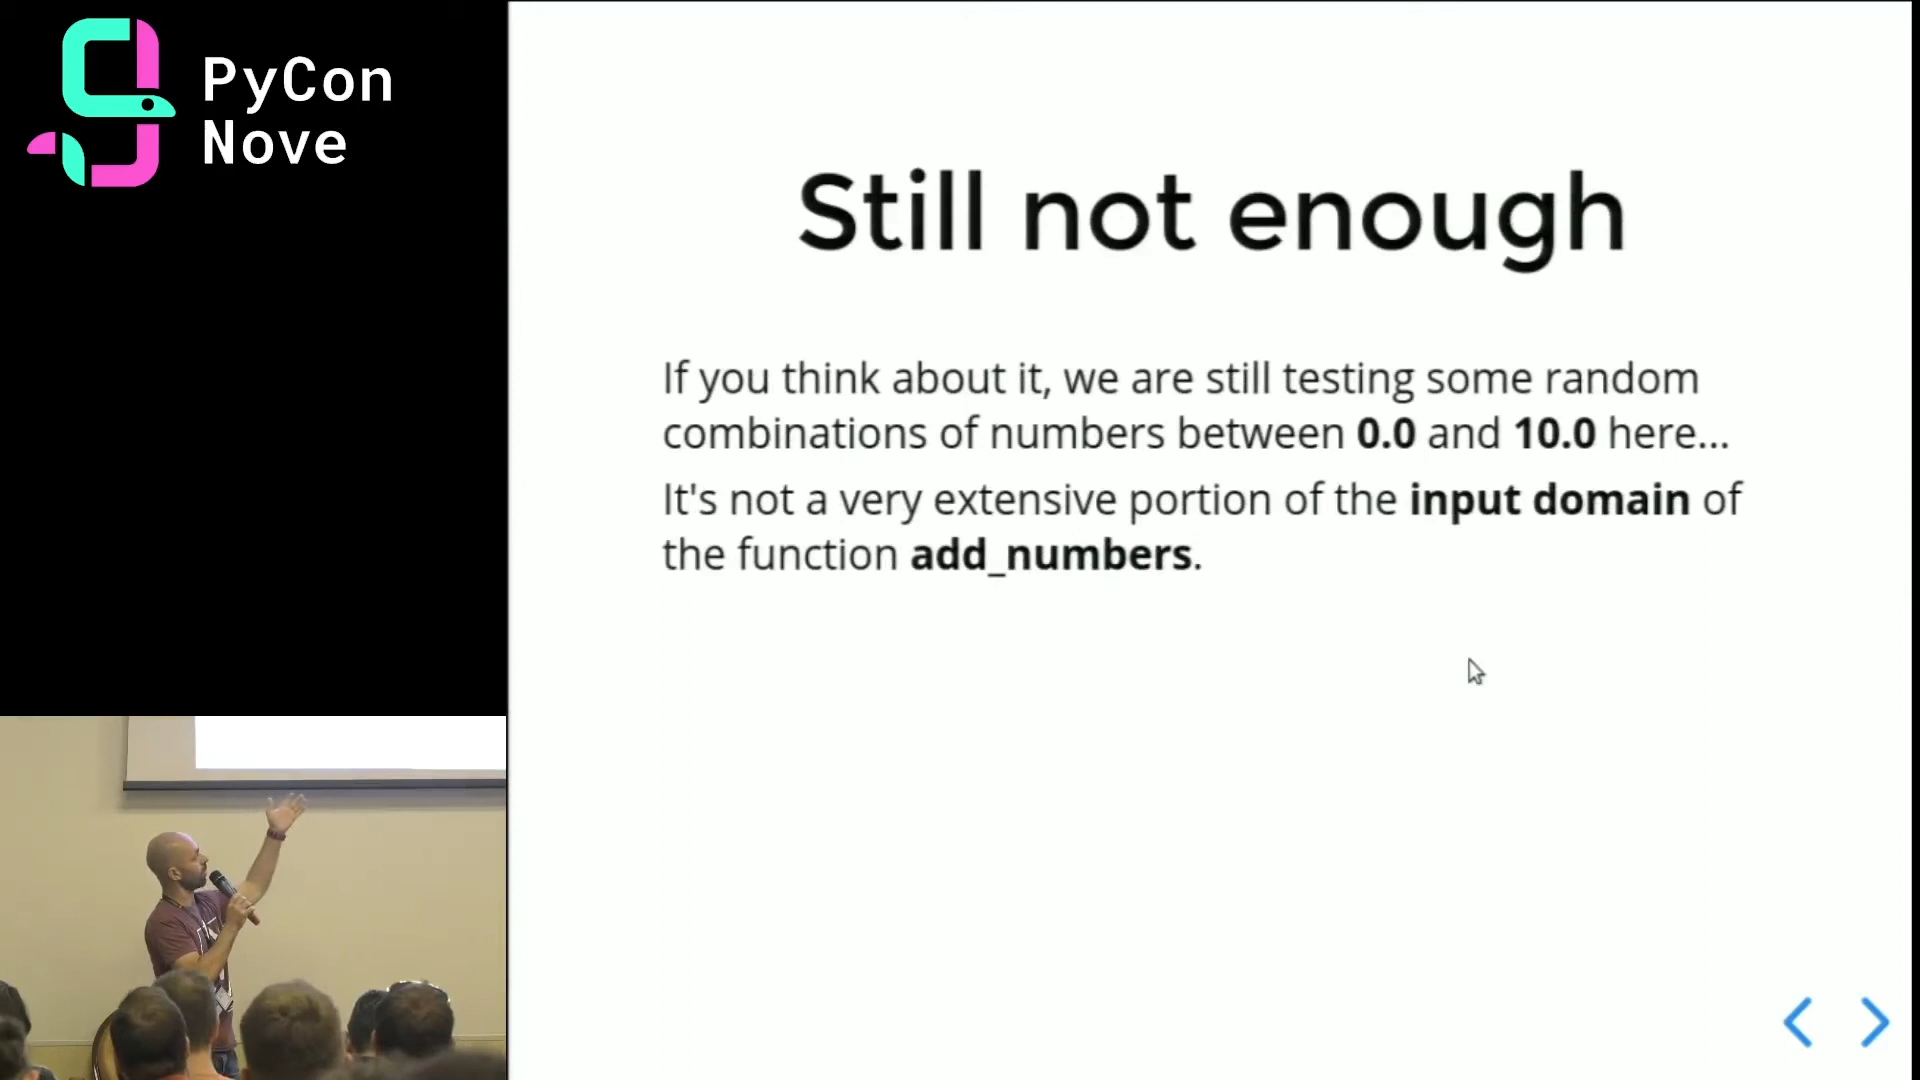 PyCon
Nove
Still not enough
If you think about it, we are still testing some random
combinations of numbers between 0.0 and 10.0 here...
It's not a very extensive portion of the input domain of
the function add_numbers.